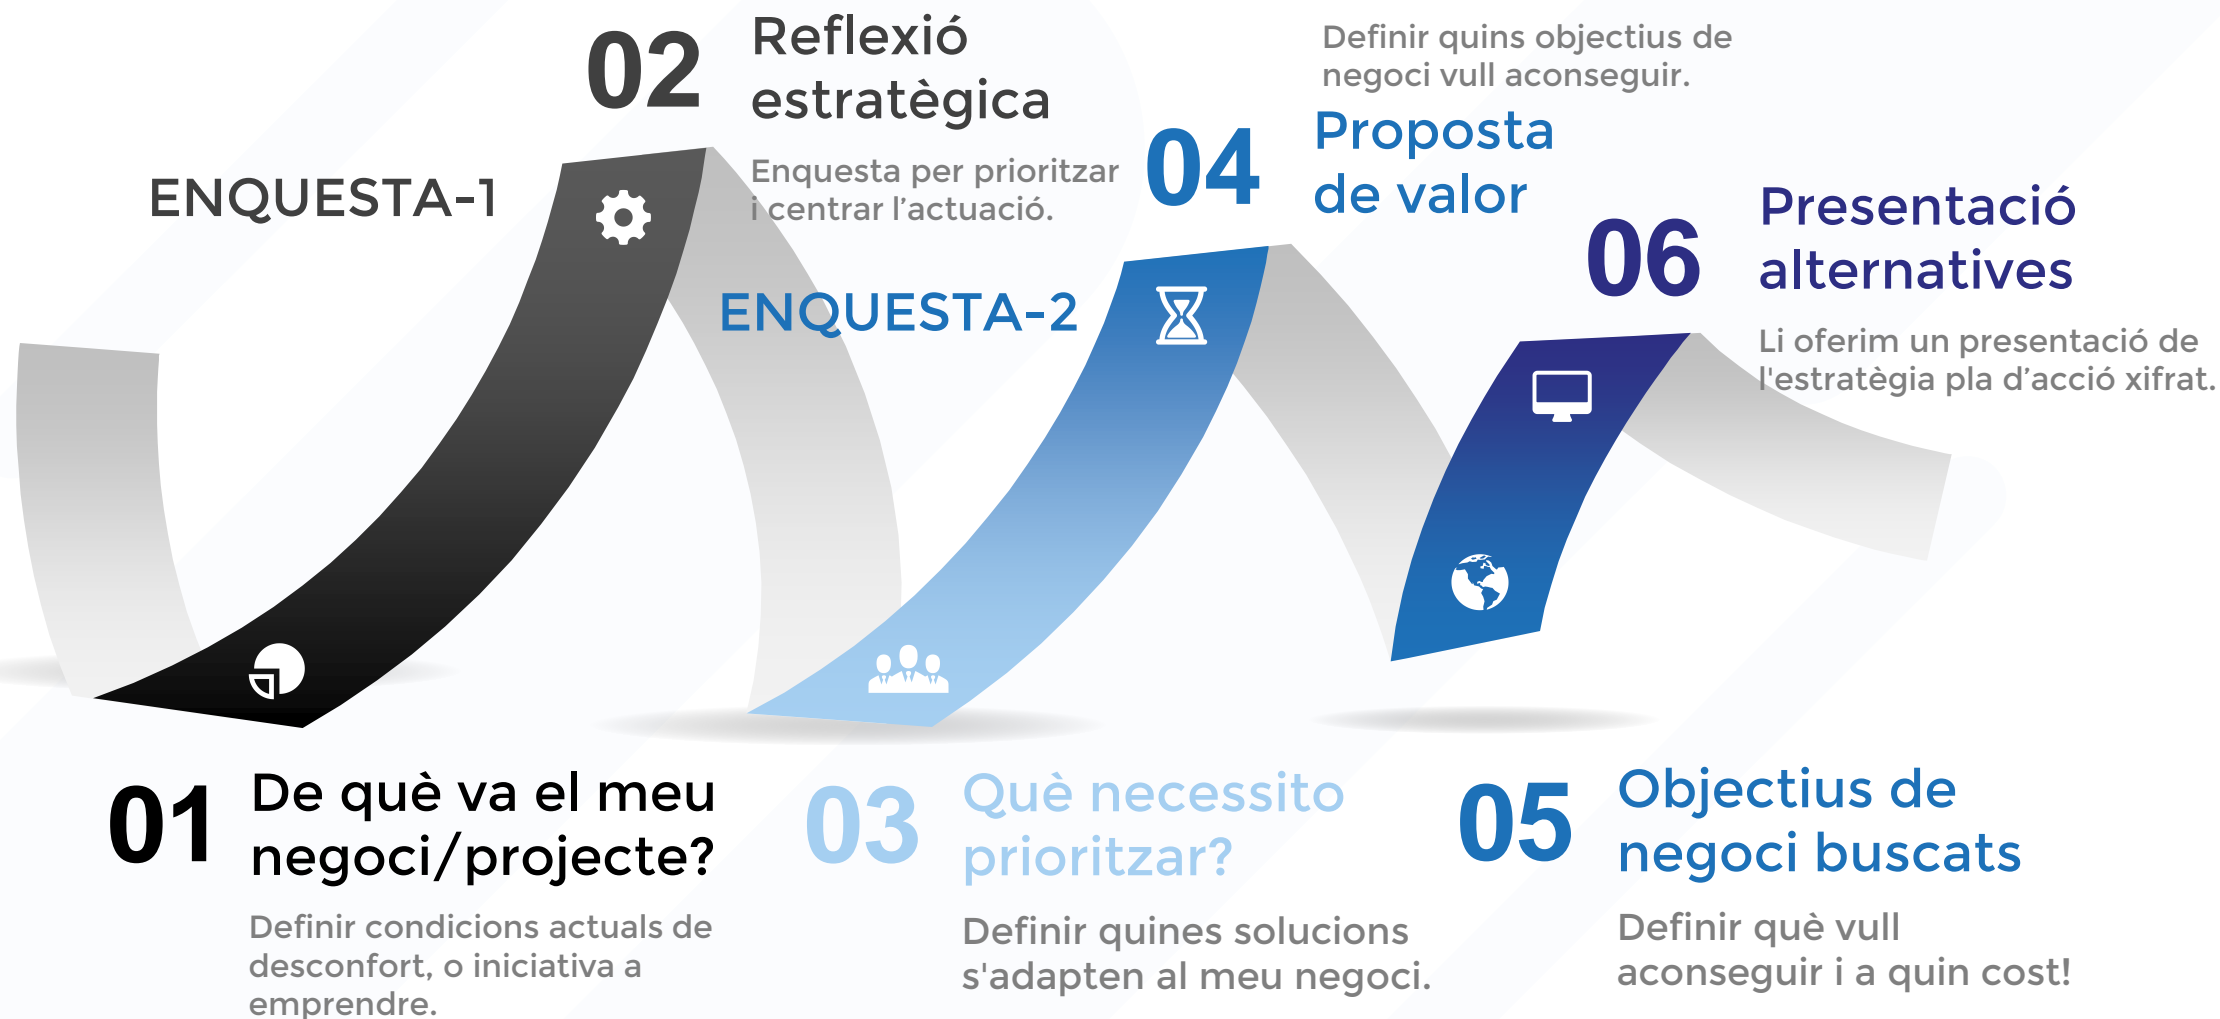 02
Reflexió
estratègica
Enquesta per prioritzar
i centrar l’actuació.
ENQUESTA-1
Definir quins objectius de
negoci vull aconseguir.
04
Proposta
de valor
ENQUESTA-2
06
Presentació
alternatives
Li oferim un presentació de
l'estratègia pla d’acció xifrat.
01
De què va el meu
negoci/projecte?
Definir condicions actuals de
desconfort, o iniciativa a
emprendre.
03
Què necessito
prioritzar?
Definir quines solucions
s'adapten al meu negoci.
05
Objectius de
negoci buscats
Definir què vull
aconseguir i a quin cost!